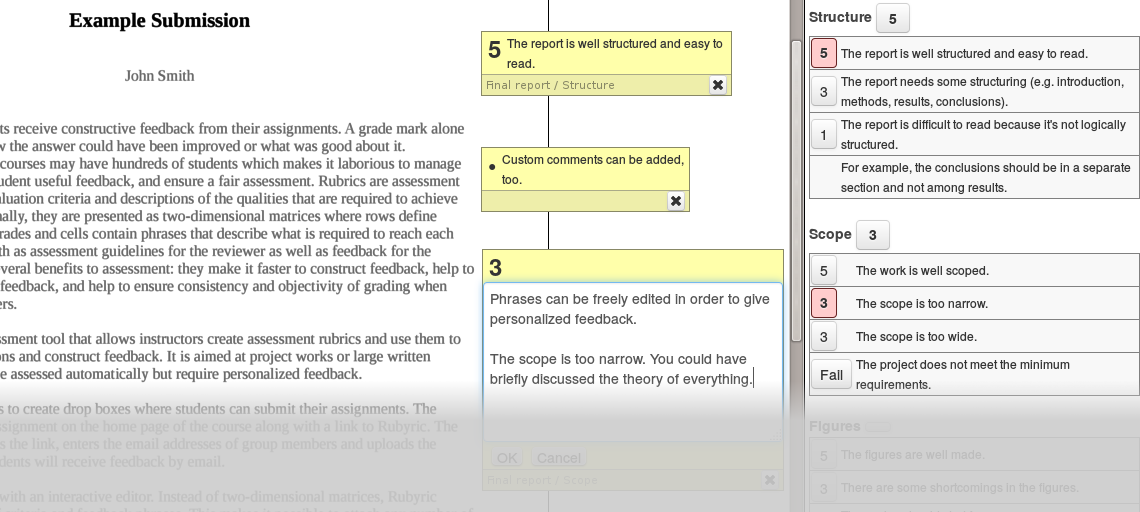 Example Submission
John Smith
ts receive constructive feedback from their assignments. A grade mark alone
w the answer could have been improved or what was good about it.
courses may have hundreds of students which makes it laborious to manage
udent useful feedback, and ensure a fair assessment. Rubrics are assessment
aluation criteria and descriptions of the qualities that are required to achieve
nally, they are presented as two-dimensional matrices where rows define
rades and cells contain phrases that describe what is required to reach each
th as assessment guidelines for the reviewer as well as feedback for the
everal benefits to assessment: they make it faster to construct feedback, help to
feedback, and help to ensure consistency and objectivity of grading when
ers.
ssment tool that allows instructors create assessment rubrics and use them to
ons and construct feedback. It is aimed at project works or large written
e assessed automatically but require personalized feedback.
s to create drop boxes where students can submit their assignments. The
ssignment on the home page of the course along with a link to Rubyric. The
s the link, enters the email addresses of group members and uploads the
dents will receive feedback by email.
with an interactive editor. Instead of two-dimensional matrices, Rubyric
5 The report is well structured and easy to
read.
Final report / Structure
• Custom comments can be added,
too.
3
Phrases can be freely edited in order to give
personalized feedback.
The scope is too narrow. You could have
briefly discussed the theory of everything.
OK Cancel
Final report / Scope
Structure 5
5 The report is well structured and easy to read.
3 The report needs some structuring (e.g. introduction,
methods, results, conclusions).
1 The report is difficult to read because it's not logically
structured.
For example, the conclusions should be in a separate
section and not among results.
Scope 3
5 The work is well scoped.
3 The scope is too narrow.
3 The scope is too wide.
Fail The project does not meet the minimum
requirements.
Figures
5 The figures are well made.
3 There are some shortcomings in the figures.